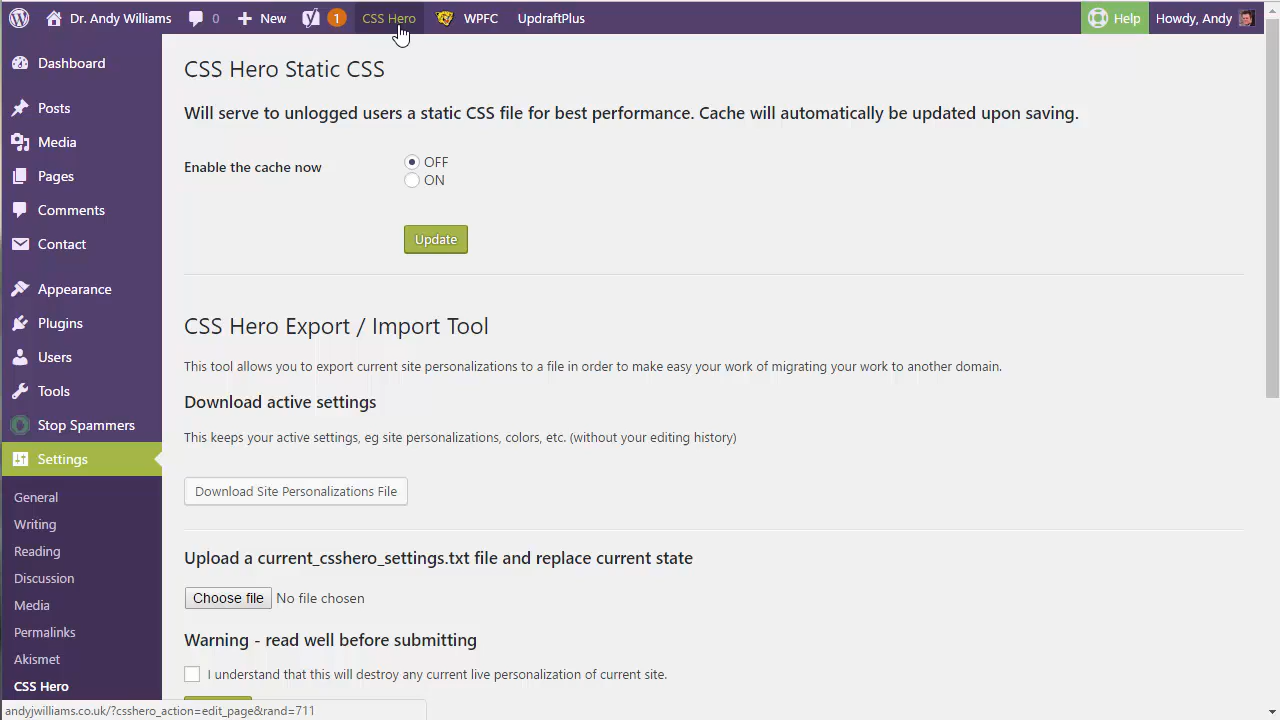 Dr. Andy Williams 0 New 1 CSS Hero WPFC UpdraftPlus Help Howdy, Andy
Dashboard
Posts
Media
Pages
Comments
Contact
Appearance
Plugins
Users
Tools
Stop Spammers
Settings
General
Writing
Reading
Discussion
Media
Permalinks
Akismet
CSS Hero
CSS Hero Static CSS
Will serve to unlogged users a static CSS file for best performance. Cache will automatically be updated upon saving.
Enable the cache now
OFF
ON
Update
CSS Hero Export / Import Tool
This tool allows you to export current site personalizations to a file in order to make easy your work of migrating your work to another domain.
Download active settings
This keeps your active settings, eg site personalizations, colors, etc. (without your editing history)
Download Site Personalizations File
Upload a current_csshero_settings.txt file and replace current state
Choose file No file chosen
Warning - read well before submitting
I understand that this will destroy any current live personalization of current site.
andyjwilliams.co.uk/?csshero_action=edit_page&rand=711